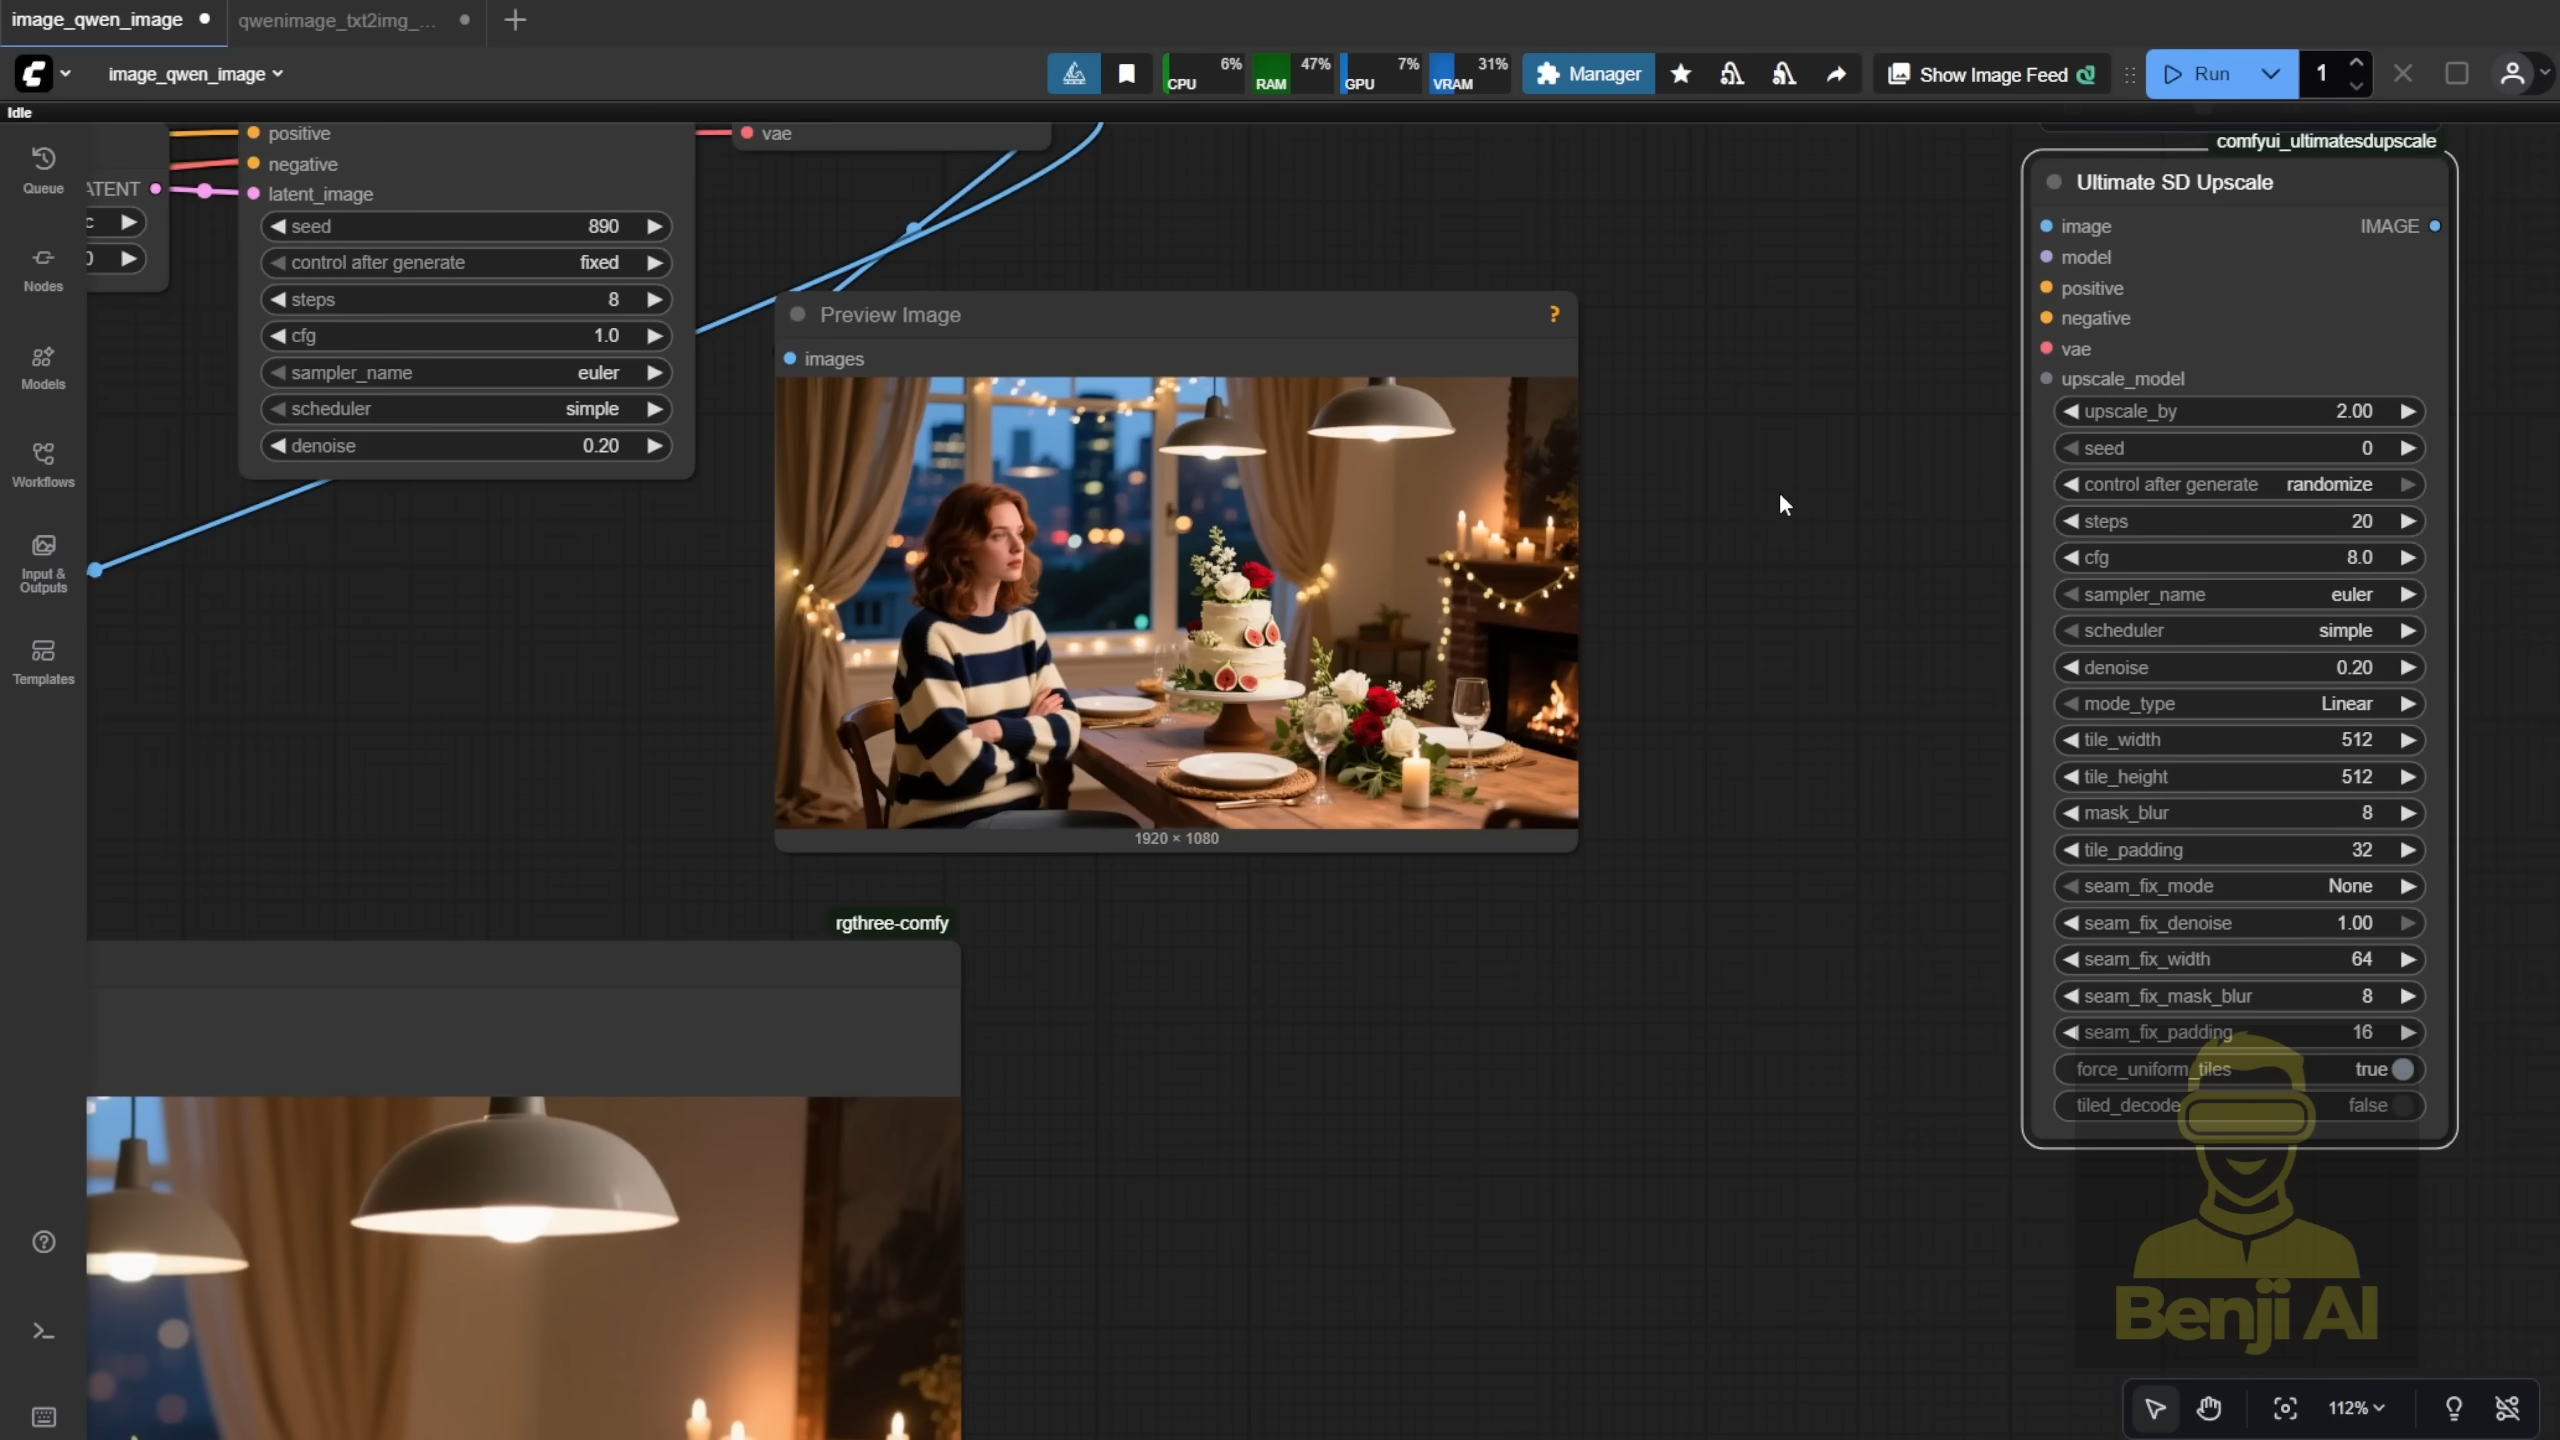 image_qwen_image
qwenimage_txt2img_...
image_qwen_image
CPU 6%
RAM 47%
GPU 7%
VRAM 31%
Manager
Show Image Feed
Run
1
Idle
Queue
Nodes
Models
Workflows
Input &
Outputs
Templates
positive
negative
latent_image
ATENT
c
0
seed 890
control after generate fixed
steps 8
cfg 1.0
sampler_name euler
scheduler simple
denoise 0.20
vae
Preview Image ?
images
1920 × 1080
rgthree-comfy
comfyui_ultimatesdupscale
Ultimate SD Upscale
image IMAGE
model
positive
negative
vae
upscale_model
upscale_by 2.00
seed 0
control after generate randomize
steps 20
cfg 8.0
sampler_name euler
scheduler simple
denoise 0.20
mode_type Linear
tile_width 512
tile_height 512
mask_blur 8
tile_padding 32
seam_fix_mode None
seam_fix_denoise 1.00
seam_fix_width 64
seam_fix_mask_blur 8
seam_fix_padding 16
force_uniform_tiles true
tiled_decode false
Benji AI
112%